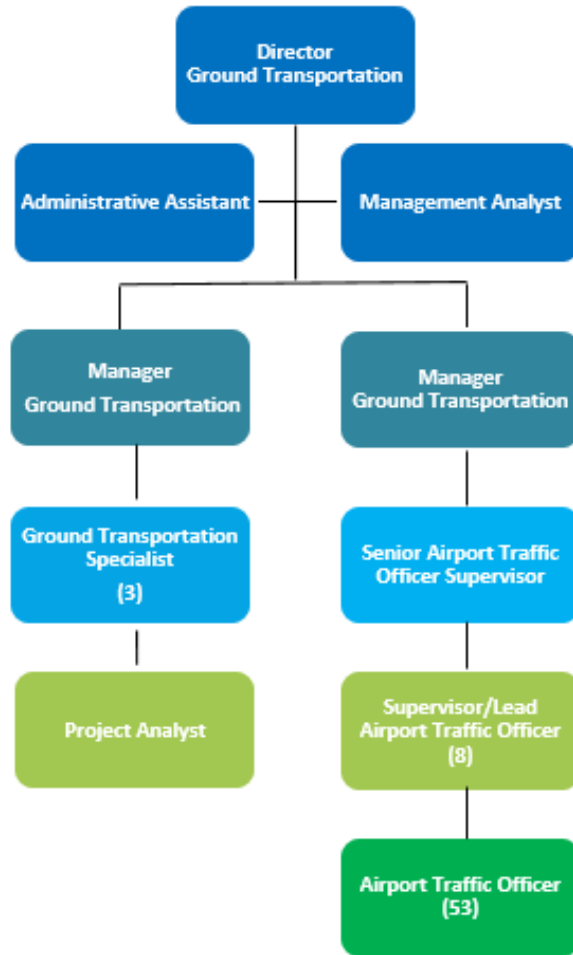 Director
Ground Transportation
Administrative Assistant
Management Analyst
Manager
Ground Transportation
Manager
Ground Transportation
Ground Transportation
Specialist
(3)
Senior Airport Traffic
Officer Supervisor
Project Analyst
Supervisor/Lead
Airport Traffic Officer
(8)
Airport Traffic Officer
(53)